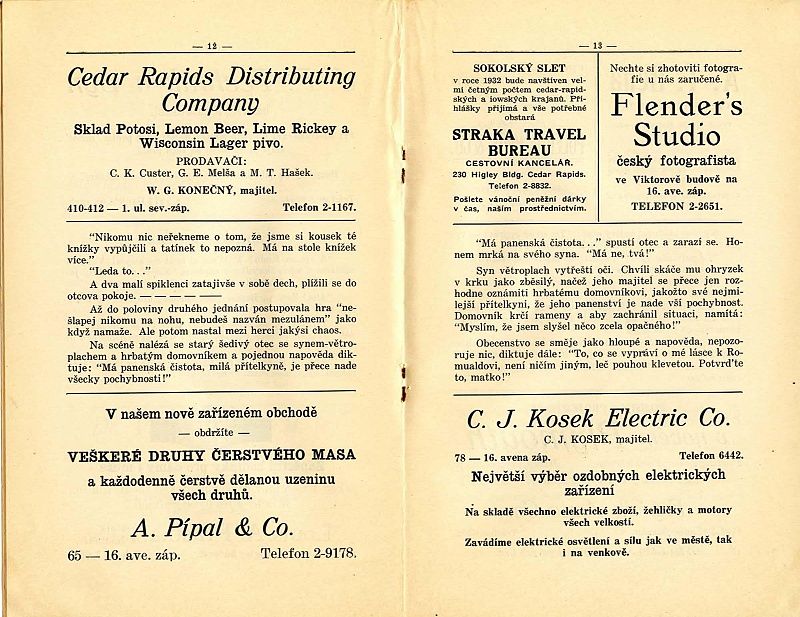 — 12 —
Cedar Rapids Distributing
Company
Sklad Potosi, Lemon Beer, Lime Rickey a
Wisconsin Lager pivo.
PRODAVAČI:
C. K. Custer, G. E. Melša a M. T. Hašek.
W. G. KONEČNÝ, majitel.
410-412 — 1. ul. sev.-záp. Telefon 2-1167.
"Nikomu nic neřekneme o tom, že jsme si kousek té
knížky vypůjčili a tatínek to nepozná. Má na stole knížek
více."
"Leda to. . ."
A dva malí spiklenci zatajivše v sobě dech, plížili se do
otcova pokoje. — — — — —
Až do poloviny druhého jednání postupovala hra "ne-
šlapej nikomu na nohu, nebudeš nazván mezulánem" jako
když namaže. Ale potom nastal mezi herci jakýsi chaos.
Na scéně nalézá se starý šedivý otec se synem-větro-
plachem a hrbatým domovníkem a pojednou napověda dik-
tuje: "Má panenská čistota, milá přítelkyně, je přece nade
všecky pochybnosti!"
V našem nově zařízeném obchodě
— obdržíte —
VEŠKERÉ DRUHY ČERSTVÉHO MASA
a každodenně čerstvě dělanou uzeninu
všech druhů.
A. Pípal & Co.
65 — 16. ave. záp. Telefon 2-9178.
— 13 —
SOKOLSKÝ SLET
v roce 1932 bude navštíven vel-
mi četným počtem cedar-rapid-
ských a iowských krajanů. Při-
hlášky přijímá a vše potřebné
obstará
STRAKA TRAVEL
BUREAU
CESTOVNÍ KANCELÁŘ.
230 Higley Bldg. Cedar Rapids.
Telefon 2-8832.
Pošlete vánoční peněžní dárky
v čas, naším prostřednictvím.
Nechte si zhotoviti fotogra-
fie u nás zaručené.
Flender's
Studio
český fotografista
ve Viktorově budově na
16. ave. záp.
TELEFON 2-2651.
"Má panenská čistota. . ." spustí otec a zarazí se. Ho-
nem mrká na svého syna. "Má ne, tvá!"
Syn větroplach vytřeští oči. Chvíli skáče mu ohryzek
v krku jako zběsilý, načež jeho majitel se přece jen roz-
hodne oznámiti hrbatému domovníkovi, jakožto své nejmi-
lejší přítelkyni, že jeho panenství je nade vší pochybnost.
Domovník krčí rameny a aby zachránil situaci, namítá:
"Myslím, že jsem slyšel něco zcela opačného!"
Obecenstvo se směje jako hloupé a napověda, nepozo-
ruje nic, diktuje dále: "To, co se vypráví o mé lásce k Ro-
mualdovi, není ničím jiným, leč pouhou klevetou. Potvrď'te
to, matko!"
C. J. Kosek Electric Co.
C. J. KOSEK, majitel.
78 — 16. avena záp. Telefon 6442.
Největší výběr ozdobných elektrických
zařízení
Na skladě všechno elektrické zboží, žehličky a motory
všech velkostí.
Zavádíme elektrické osvětlení a sílu jak ve městě, tak
i na venkově.